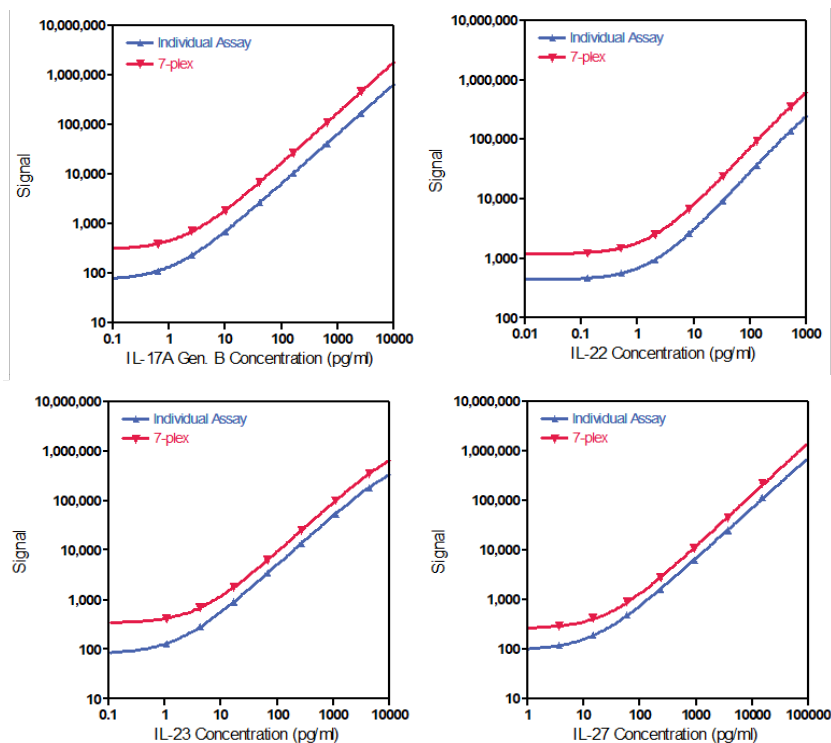 10,000,000
1,000,000
100,000
10,000
1,000
100
10
Signal
Individual Assay
7-plex
0.1 1 10 100 1000 10000
IL-17A Gen. B Concentration (pg/ml)
10,000,000
1,000,000
100,000
10,000
1,000
100
Signal
Individual Assay
7-plex
0.01 0.1 1 10 100 1000
IL-22 Concentration (pg/ml)
10,000,000
1,000,000
100,000
10,000
1,000
100
10
Signal
Individual Assay
7-plex
0.1 1 10 100 1000 10000
IL-23 Concentration (pg/ml)
10,000,000
1,000,000
100,000
10,000
1,000
100
10
Signal
Individual Assay
7-plex
1 10 100 1000 10000 100000
IL-27 Concentration (pg/ml)